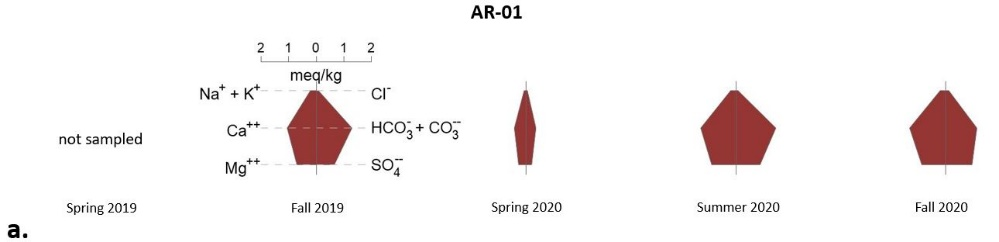 AR-01
2 1 0 1 2
meq/kg
Na⁺ + K⁺ Cl⁻
Ca⁺⁺ HCO₃⁻ + CO₃⁻⁻
Mg⁺⁺ SO₄⁻⁻
not sampled
Spring 2019 Fall 2019 Spring 2020 Summer 2020 Fall 2020
a.